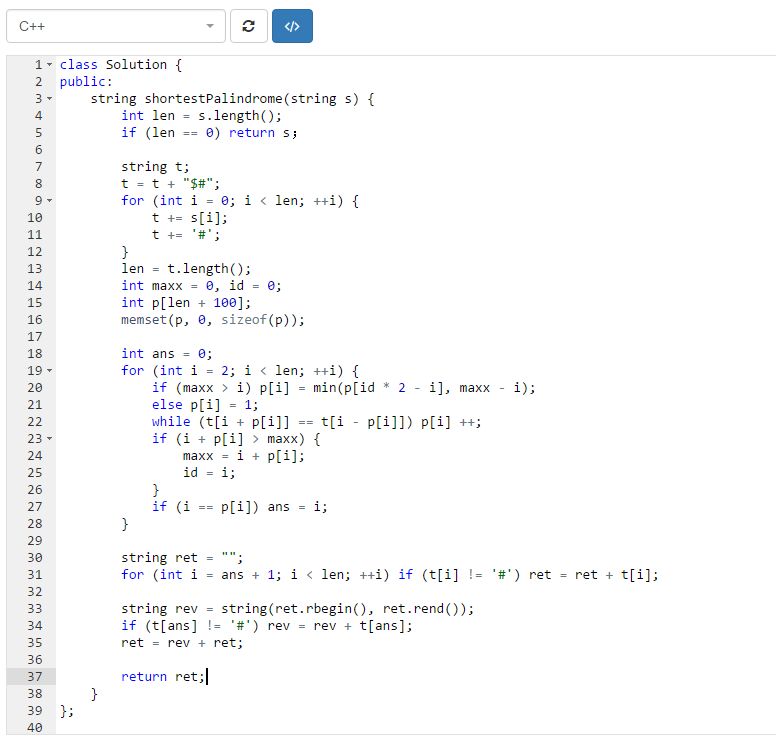 C++
</>
1 class Solution {
2 public:
3     string shortestPalindrome(string s) {
4         int len = s.length();
5         if (len == 0) return s;
6
7         string t;
8         t = t + "$#";
9         for (int i = 0; i < len; ++i) {
10             t += s[i];
11             t += '#';
12         }
13         len = t.length();
14         int maxx = 0, id = 0;
15         int p[len + 100];
16         memset(p, 0, sizeof(p));
17
18         int ans = 0;
19         for (int i = 2; i < len; ++i) {
20             if (maxx > i) p[i] = min(p[id * 2 - i], maxx - i);
21             else p[i] = 1;
22             while (t[i + p[i]] == t[i - p[i]]) p[i] ++;
23             if (i + p[i] > maxx) {
24                 maxx = i + p[i];
25                 id = i;
26             }
27             if (i == p[i]) ans = i;
28         }
29
30         string ret = "";
31         for (int i = ans + 1; i < len; ++i) if (t[i] != '#') ret = ret + t[i];
32
33         string rev = string(ret.rbegin(), ret.rend());
34         if (t[ans] != '#') rev = rev + t[ans];
35         ret = rev + ret;
36
37         return ret;
38     }
39 };
40